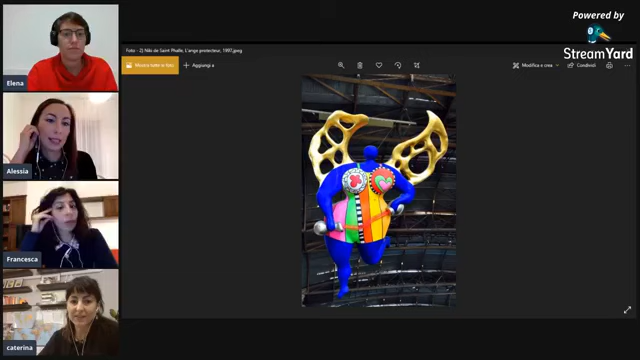 Powered by
StreamYard
Foto - 2) Niki de Saint Phalle, L'ange protecteur, 1997.jpeg
Mostra tutte le foto
Aggiungi a
Modifica e crea
Condividi
Elena
Alessia
Francesca
caterina